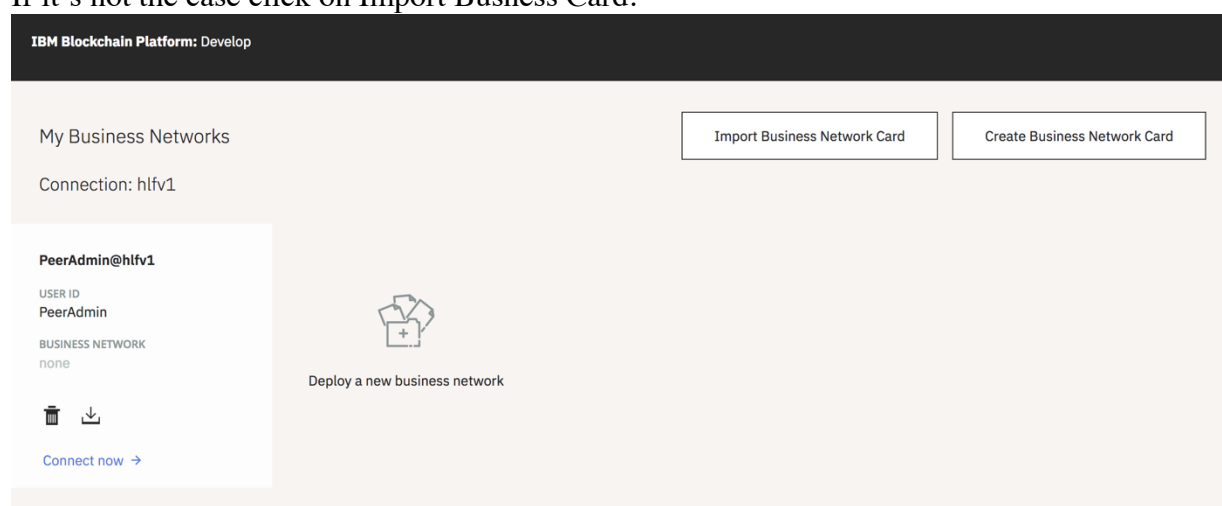 If it's not the case click on Import Business Card.
IBM Blockchain Platform: Develop
My Business Networks
Import Business Network Card
Create Business Network Card
Connection: hlfv1
PeerAdmin@hlfv1
USER ID
PeerAdmin
BUSINESS NETWORK
none
Deploy a new business network
Connect now →